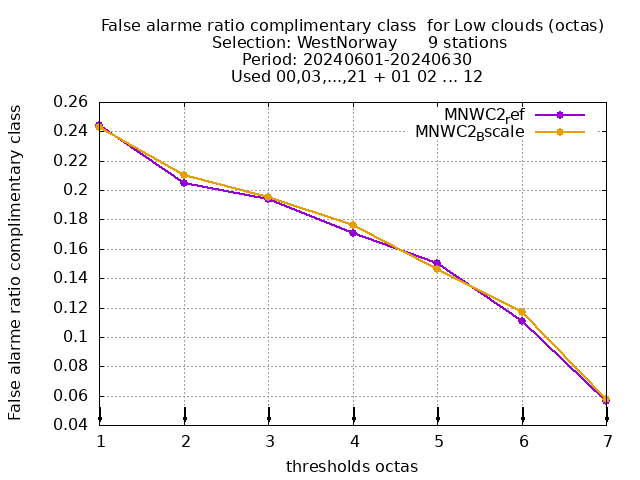 False alarme ratio complimentary class  for Low clouds (octas)
Selection: WestNorway      9 stations
Period: 20240601-20240630
Used 00,03,...,21 + 01 02 ... 12
MNWC2ref
MNWC2Bscale
False alarme ratio complimentary class
0.26
0.24
0.22
0.2
0.18
0.16
0.14
0.12
0.1
0.08
0.06
0.04
1 2 3 4 5 6 7
thresholds octas